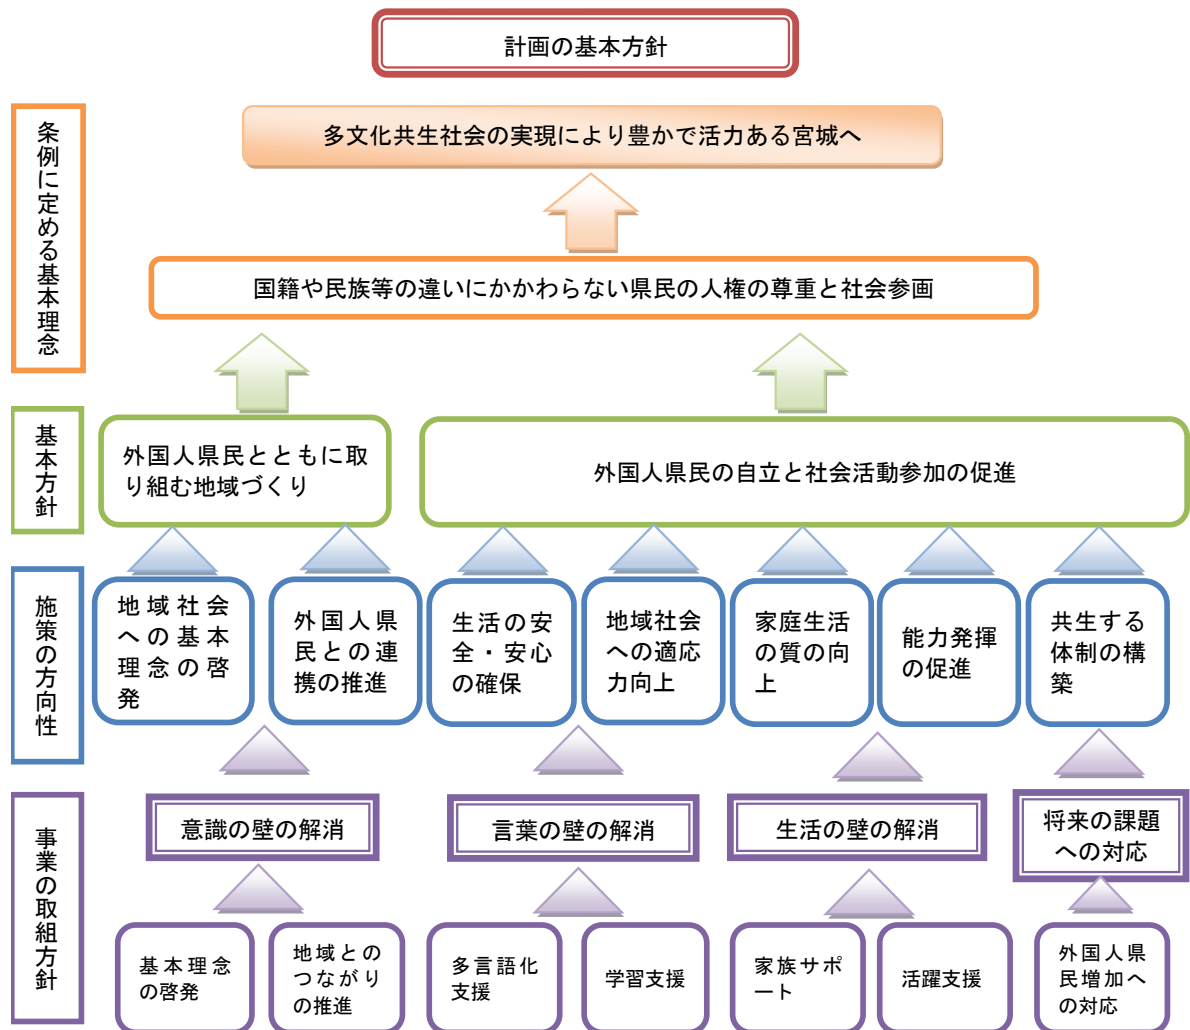 計画の基本方針
条例に定める基本理念
多文化共生社会の実現により豊かで活力ある宮城へ
国籍や民族等の違いにかかわらない県民の人権の尊重と社会参画
基本方針
外国人県民とともに取
り組む地域づくり
外国人県民の自立と社会活動参加の促進
施策の方向性
地域社会
への基本
理念の啓
発
外国人県
民との連
携の推進
生活の安
全・安心
の確保
地域社会
への適応
力向上
家庭生活
の質の向
上
能力発揮
の促進
共生する
体制の構
築
事業の取組方針
意識の壁の解消
言葉の壁の解消
生活の壁の解消
将来の課題
への対応
基本理念
の啓発
地域との
つながり
の推進
多言語化
支援
学習支援
家族サポ
ート
活躍支援
外国人県
民増加へ
の対応